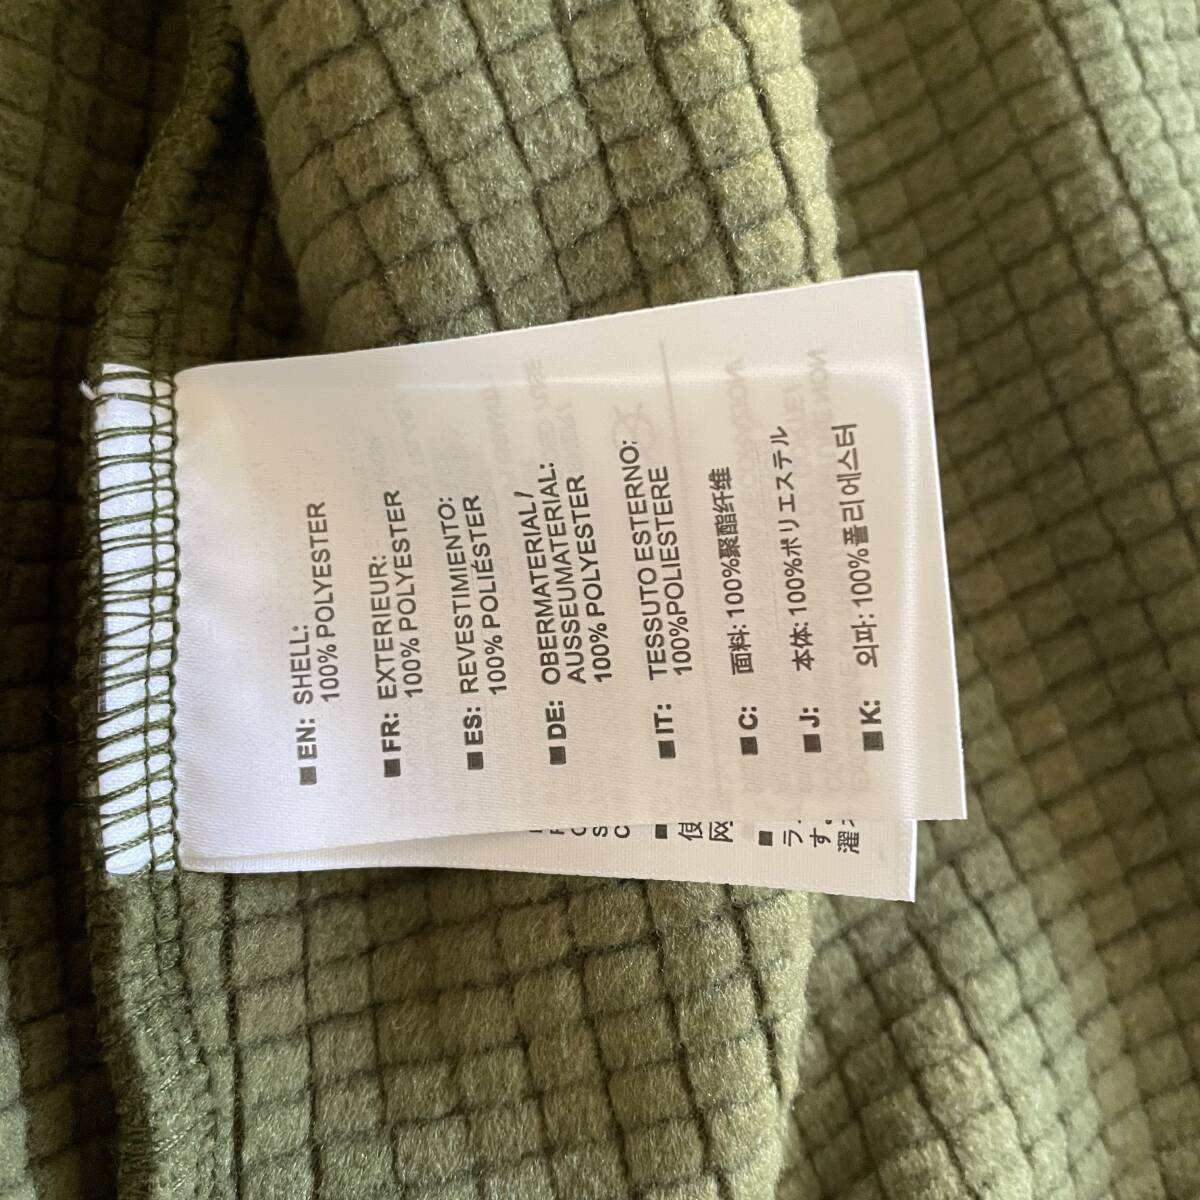 ■ EN: SHELL:
100% POLYESTER
■ FR: EXTERIEUR:
100% POLYESTER
■ ES: REVESTIMIENTO:
100% POLIÉSTER
■ DE: OBERMATERIAL/
AUSSEUMATERIAL:
100% POLYESTER
■ IT: TESSUTO ESTERNO:
100%POLIESTERE
■ C: 面料: 100%聚酯纤维
■ J: 本体: 100%ポリエステル
■ K: 외파: 100%폴리에스터